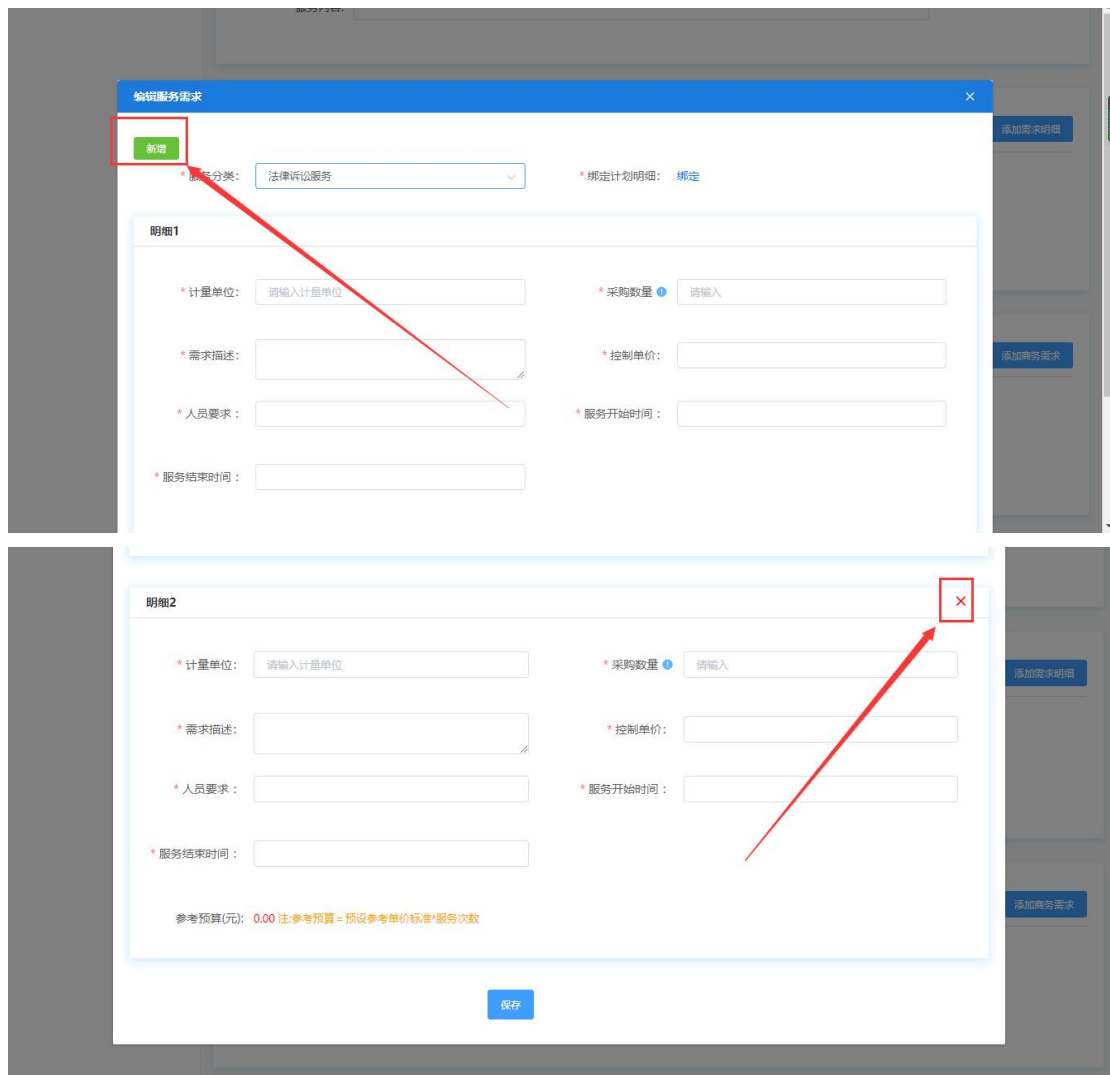 服务内容:
编辑服务需求 ×
添加需求明细
新增
* 服务分类: 法律诉讼服务 * 绑定计划明细: 绑定
明细1
* 计量单位: 请输入计量单位 * 采购数量 请输入
* 需求描述: * 控制单价:
添加商务需求
* 人员要求: * 服务开始时间:
* 服务结束时间:
明细2 ×
* 计量单位: 请输入计量单位 * 采购数量 请输入
添加需求明细
* 需求描述: * 控制单价:
* 人员要求: * 服务开始时间:
* 服务结束时间:
添加商务需求
参考预算(元): 0.00 注:参考预算=预设参考单价标准*服务次数
保存